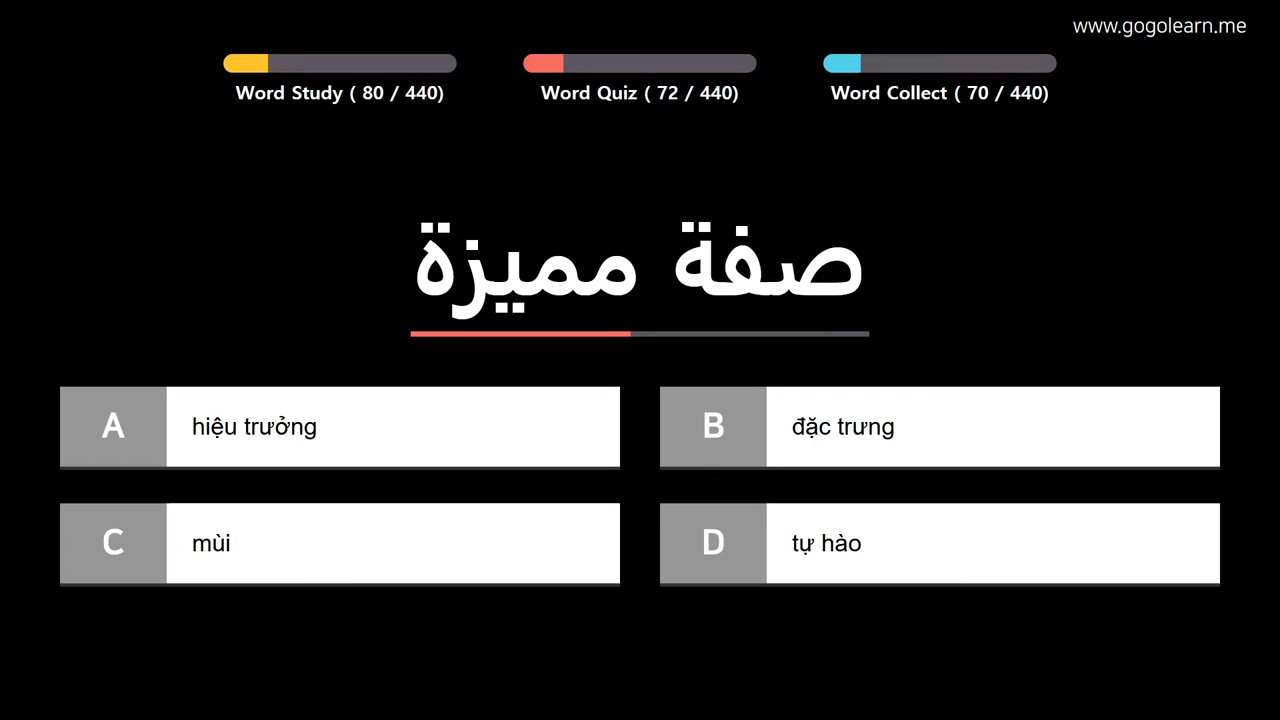 www.gogolearn.me
Word Study ( 80 / 440)
Word Quiz ( 72 / 440)
Word Collect ( 70 / 440)
صفة مميزة
A
hiệu trưởng
B
đặc trưng
C
mùi
D
tự hào